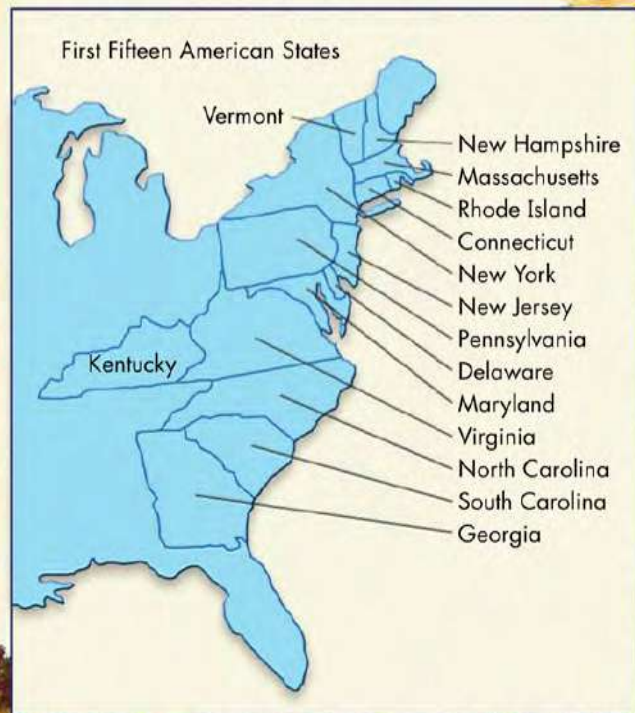 First Fifteen American States
Vermont
New Hampshire
Massachusetts
Rhode Island
Connecticut
New York
New Jersey
Pennsylvania
Delaware
Maryland
Virginia
North Carolina
South Carolina
Georgia
Kentucky